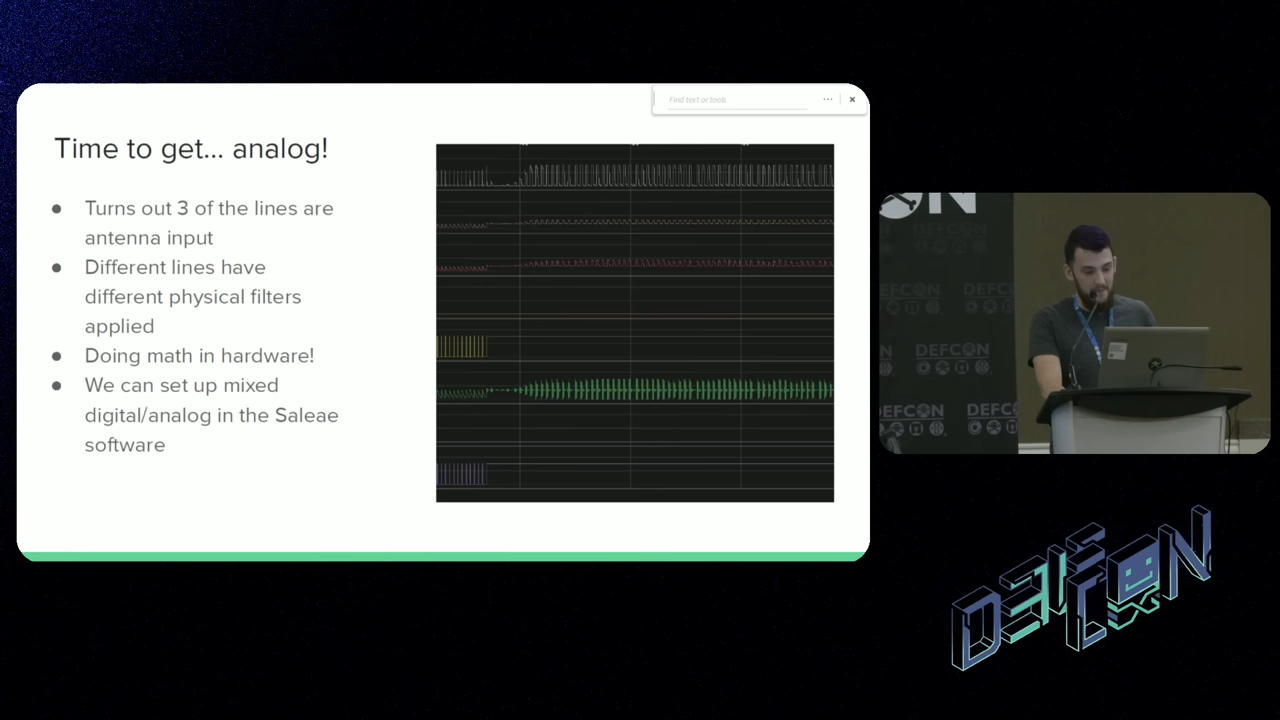 Find text or tools
Time to get... analog!
Turns out 3 of the lines are
antenna input
Different lines have
different physical filters
applied
Doing math in hardware!
We can set up mixed
digital/analog in the Saleae
software
CON
DEFCON
DEFCON
DEFCON
DEFCON
DEFCON
DEFCON